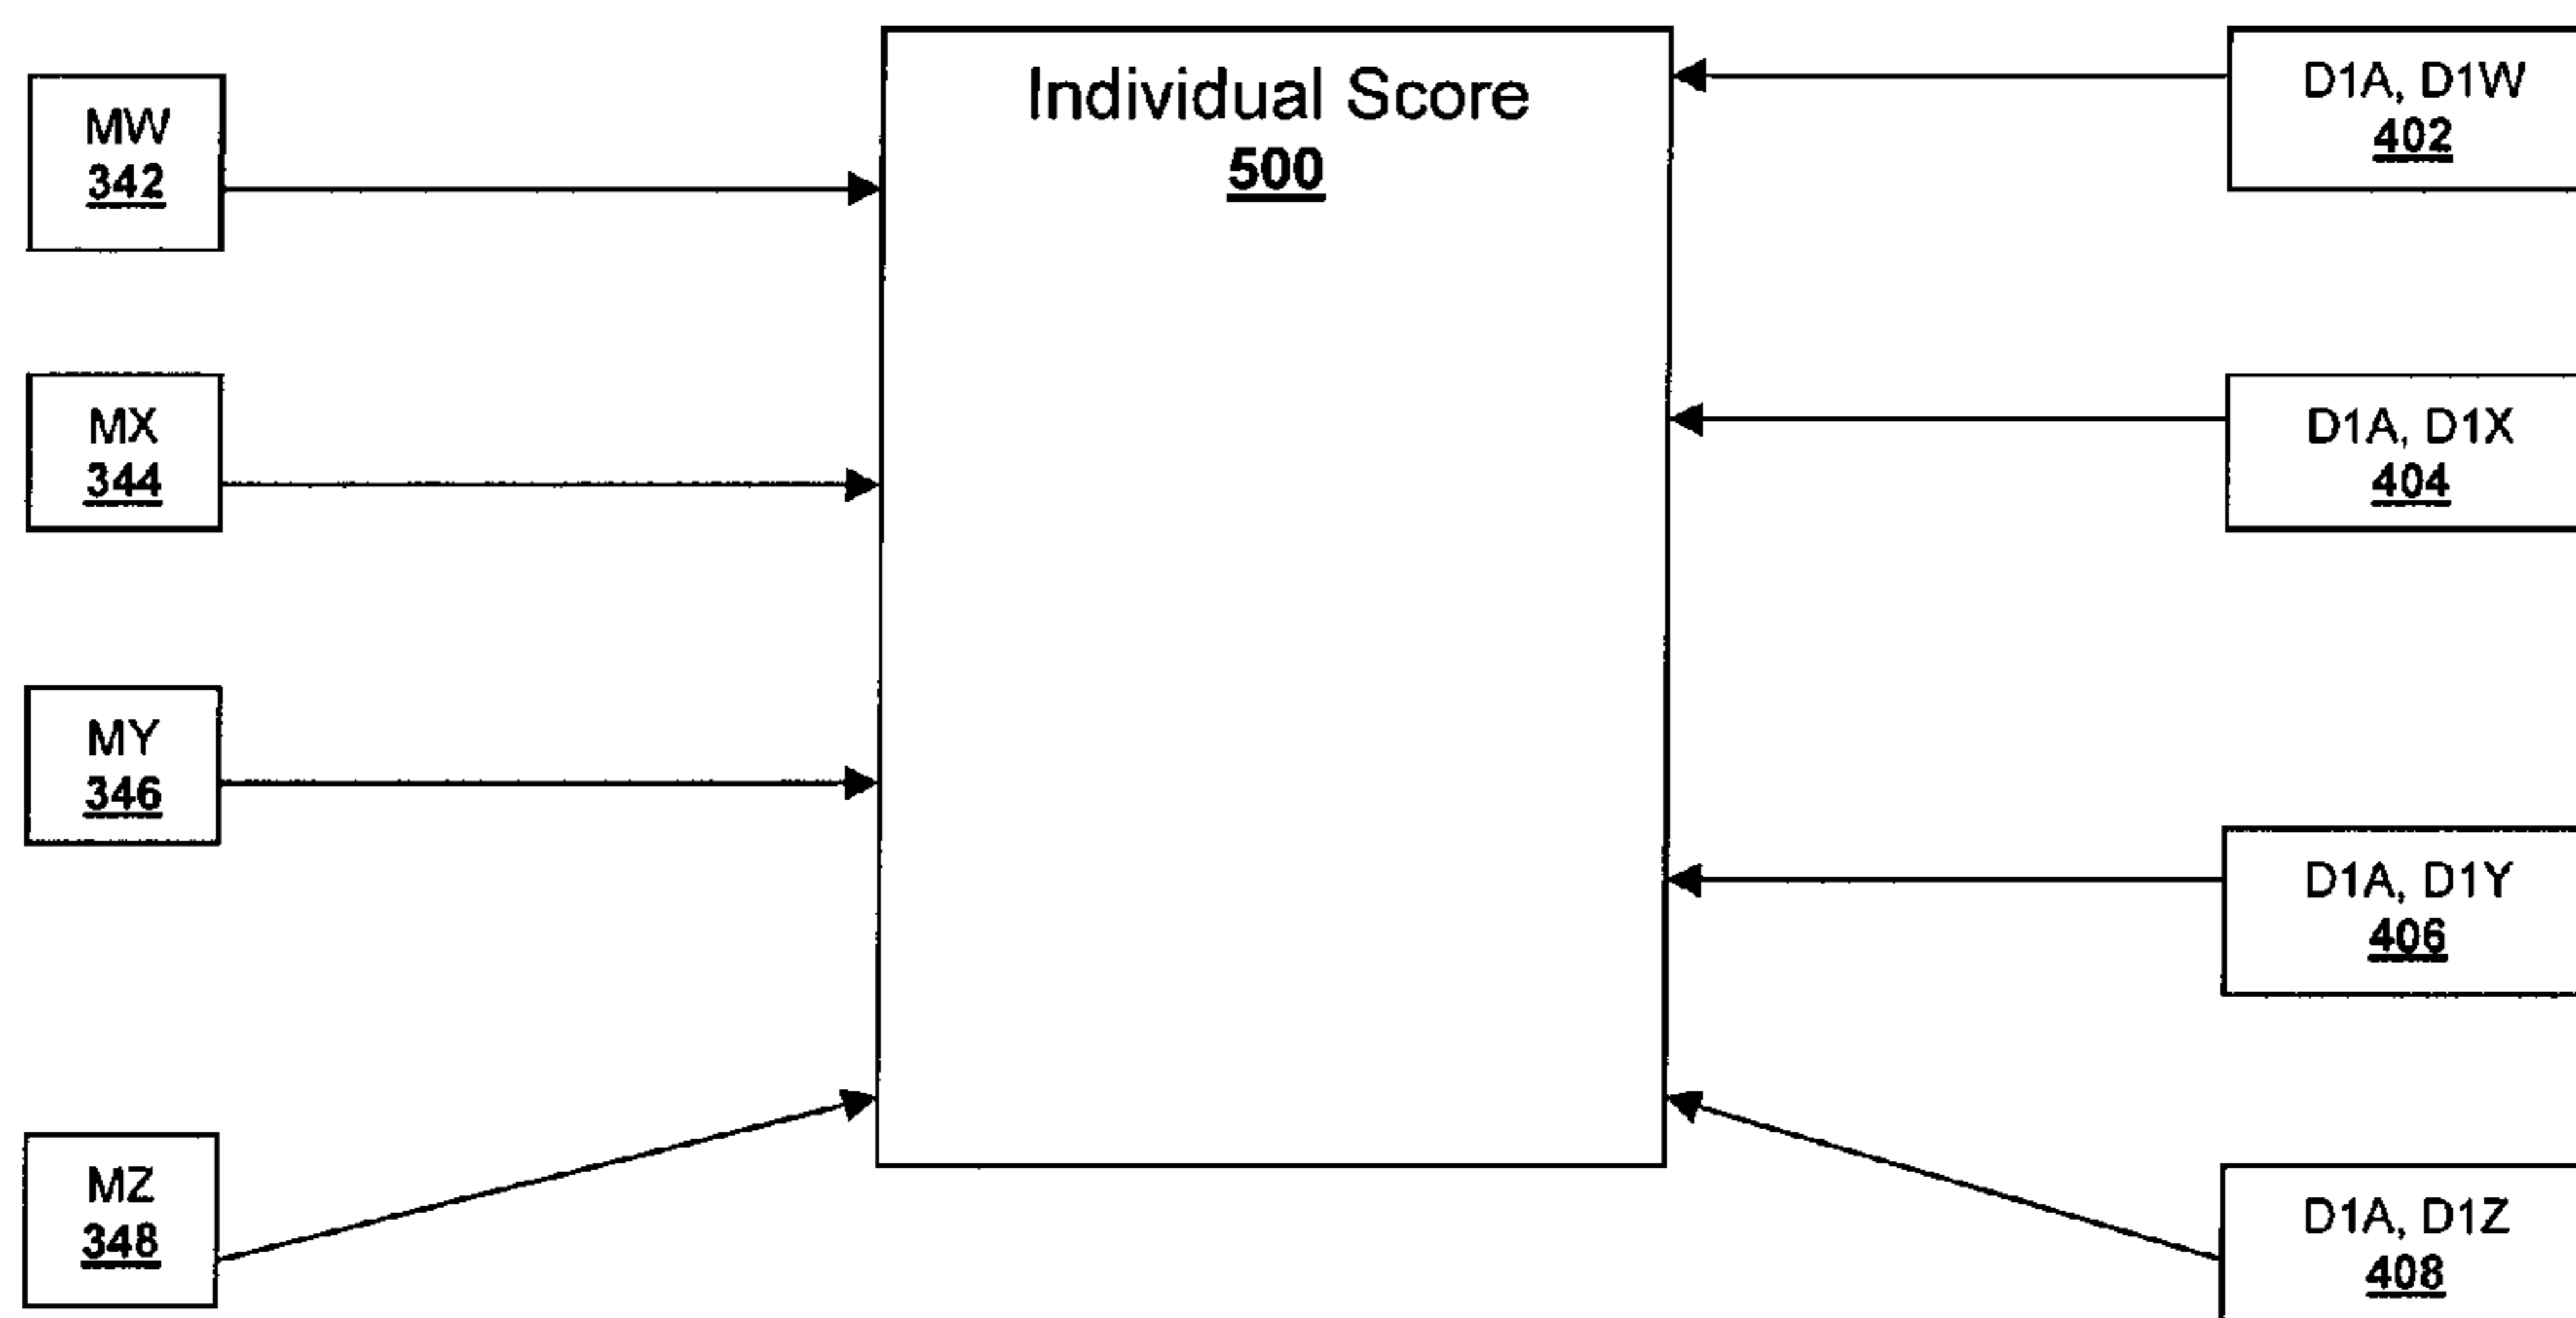 MW
342
MX
344
MY
346
MZ
348
Individual Score
500
D1A, D1W
402
D1A, D1X
404
D1A, D1Y
406
D1A, D1Z
408